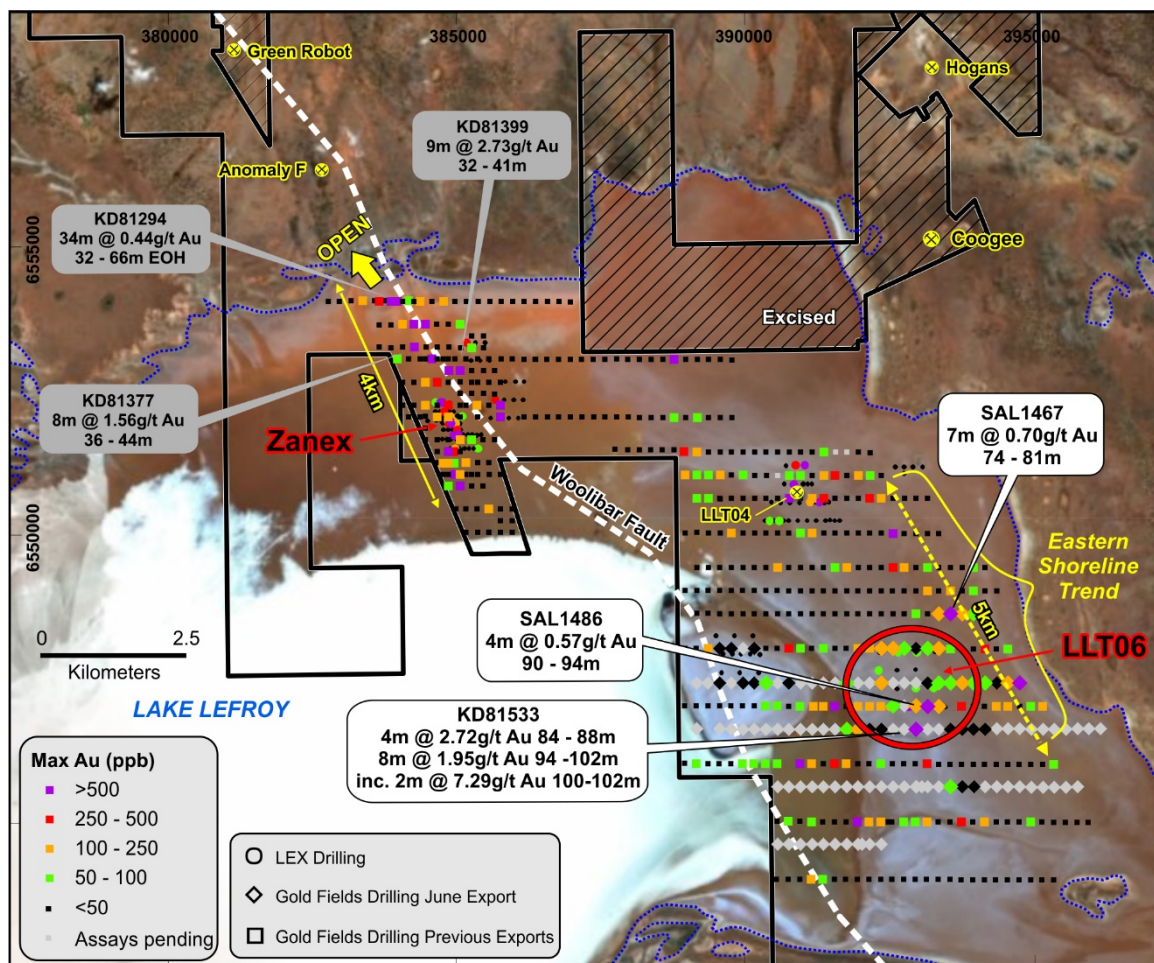 380000
385000
390000
395000
Green Robot
Hogans
KD81399
9m @ 2.73g/t Au
32 - 41m
Anomaly F
KD81294
34m @ 0.44g/t Au
32 - 66m EOH
OPEN
Coogee
6555000
Excised
4km
KD81377
8m @ 1.56g/t Au
36 - 44m
Zanex
SAL1467
7m @ 0.70g/t Au
74 - 81m
Woolibar Fault
LLT04
6550000
Eastern
Shoreline
Trend
5km
0 2.5
Kilometers
SAL1486
4m @ 0.57g/t Au
90 - 94m
LLT06
LAKE LEFROY
KD81533
4m @ 2.72g/t Au 84 - 88m
8m @ 1.95g/t Au 94 -102m
inc. 2m @ 7.29g/t Au 100-102m
Max Au (ppb)
>500
250 - 500
100 - 250
50 - 100
<50
Assays pending
LEX Drilling
Gold Fields Drilling June Export
Gold Fields Drilling Previous Exports